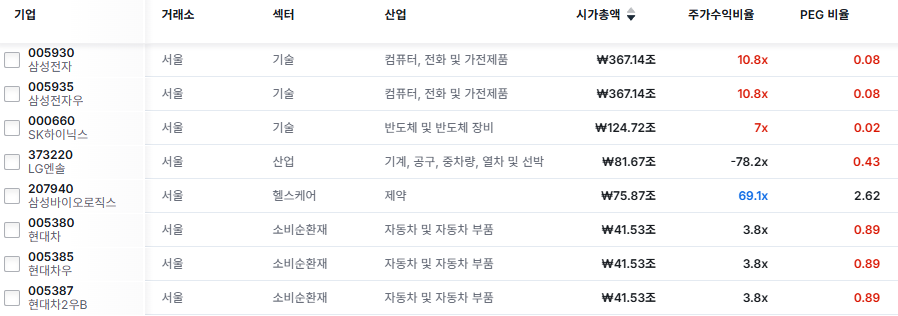 기업 거래소 섹터 산업 시가총액 주가수익비율 PEG 비율
005930
삼성전자 서울 기술 컴퓨터, 전화 및 가전제품 ₩367.14조 10.8x 0.08
005935
삼성전자우 서울 기술 컴퓨터, 전화 및 가전제품 ₩367.14조 10.8x 0.08
000660
SK하이닉스 서울 기술 반도체 및 반도체 장비 ₩124.72조 7x 0.02
373220
LG엔솔 서울 산업 기계, 공구, 중차량, 열차 및 선박 ₩81.67조 -78.2x 0.43
207940
삼성바이오로직스 서울 헬스케어 제약 ₩75.87조 69.1x 2.62
005380
현대차 서울 소비순환재 자동차 및 자동차 부품 ₩41.53조 3.8x 0.89
005385
현대차우 서울 소비순환재 자동차 및 자동차 부품 ₩41.53조 3.8x 0.89
005387
현대차2우B 서울 소비순환재 자동차 및 자동차 부품 ₩41.53조 3.8x 0.89